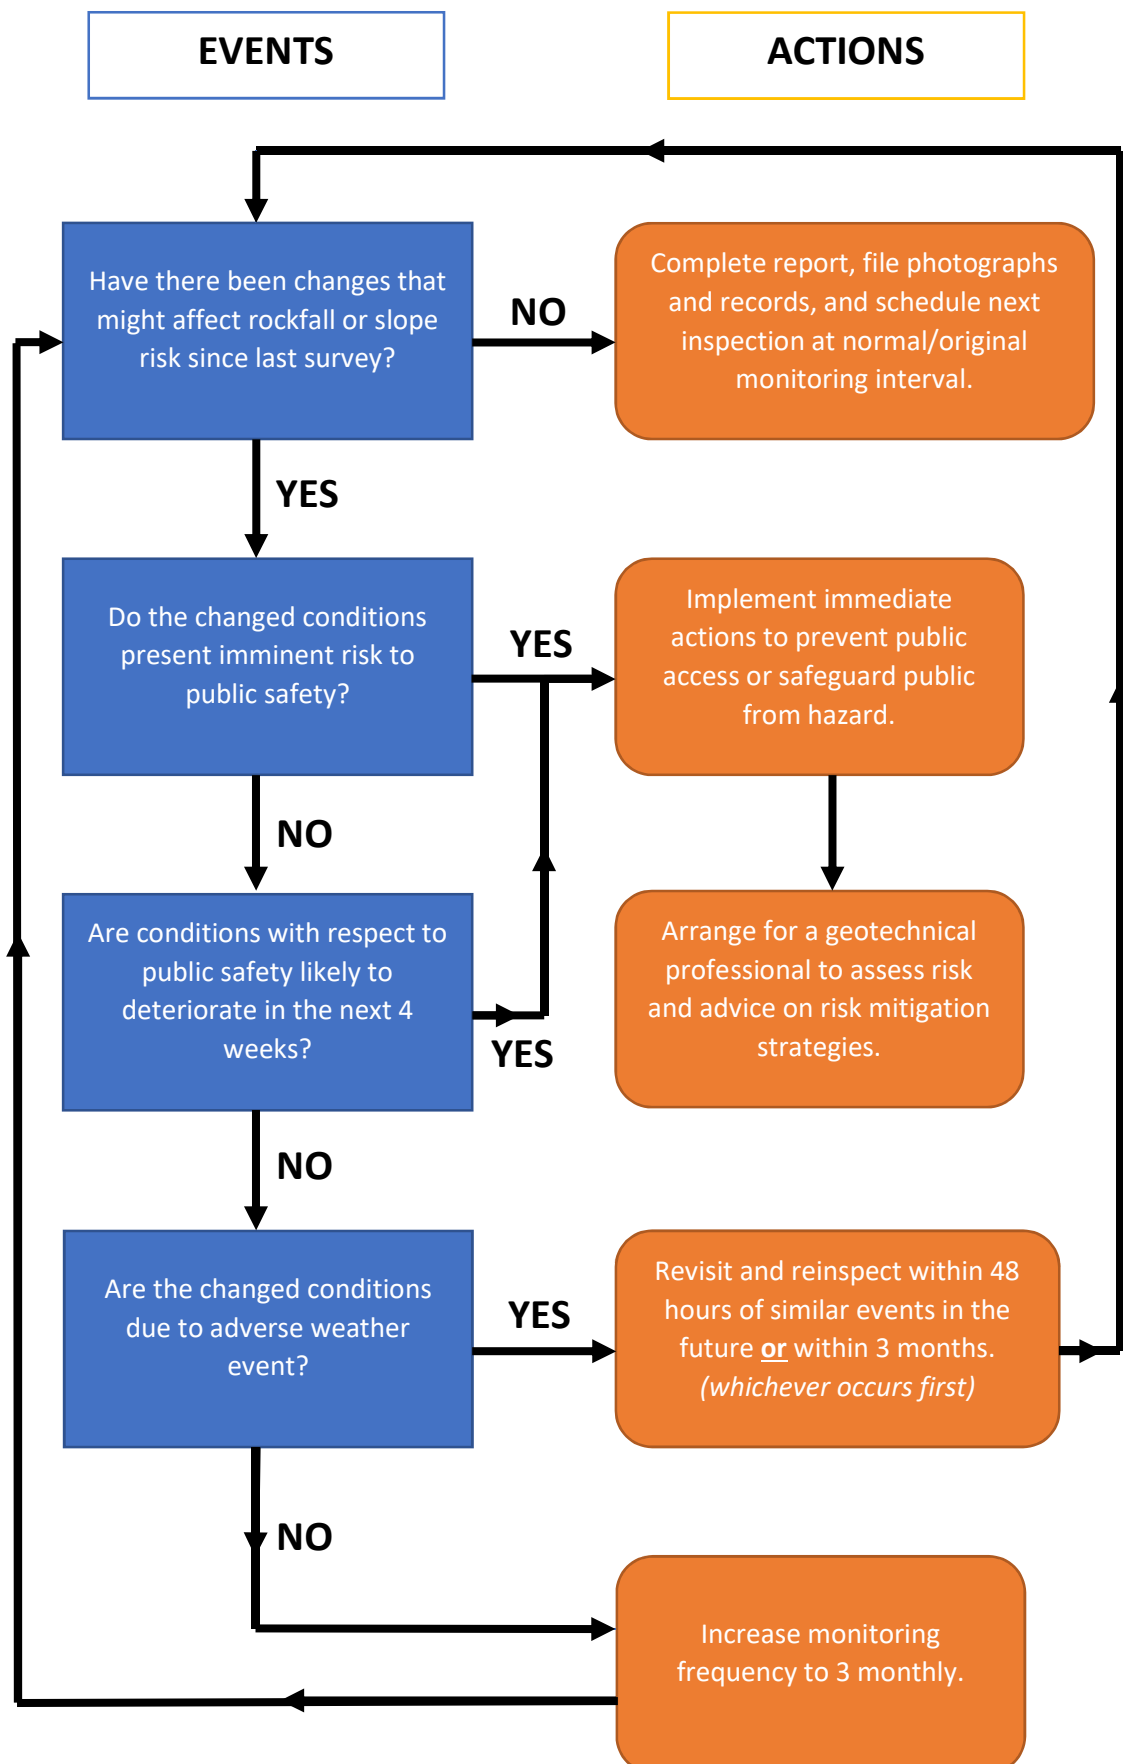 EVENTS
ACTIONS
Have there been changes that
might affect rockfall or slope
risk since last survey?
NO
Complete report, file photographs
and records, and schedule next
inspection at normal/original
monitoring interval.
YES
Do the changed conditions
present imminent risk to
public safety?
YES
Implement immediate
actions to prevent public
access or safeguard public
from hazard.
NO
Are conditions with respect to
public safety likely to
deteriorate in the next 4
weeks?
YES
Arrange for a geotechnical
professional to assess risk
and advice on risk mitigation
strategies.
NO
Are the changed conditions
due to adverse weather
event?
YES
Revisit and reinspect within 48
hours of similar events in the
future or within 3 months.
(whichever occurs first)
NO
Increase monitoring
frequency to 3 monthly.